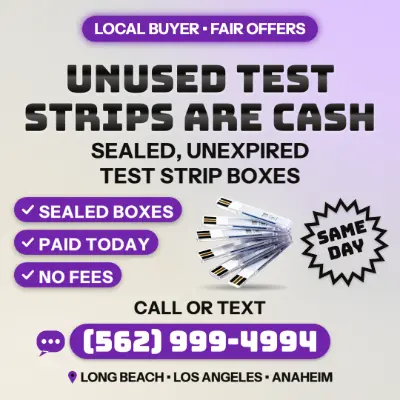 LOCAL BUYER • FAIR OFFERS
UNUSED TEST
STRIPS ARE CASH
SEALED, UNEXPIRED
TEST STRIP BOXES
SEALED BOXES
PAID TODAY
NO FEES
SAME
DAY
CALL OR TEXT
(562) 999-4994
LONG BEACH • LOS ANGELES • ANAHEIM